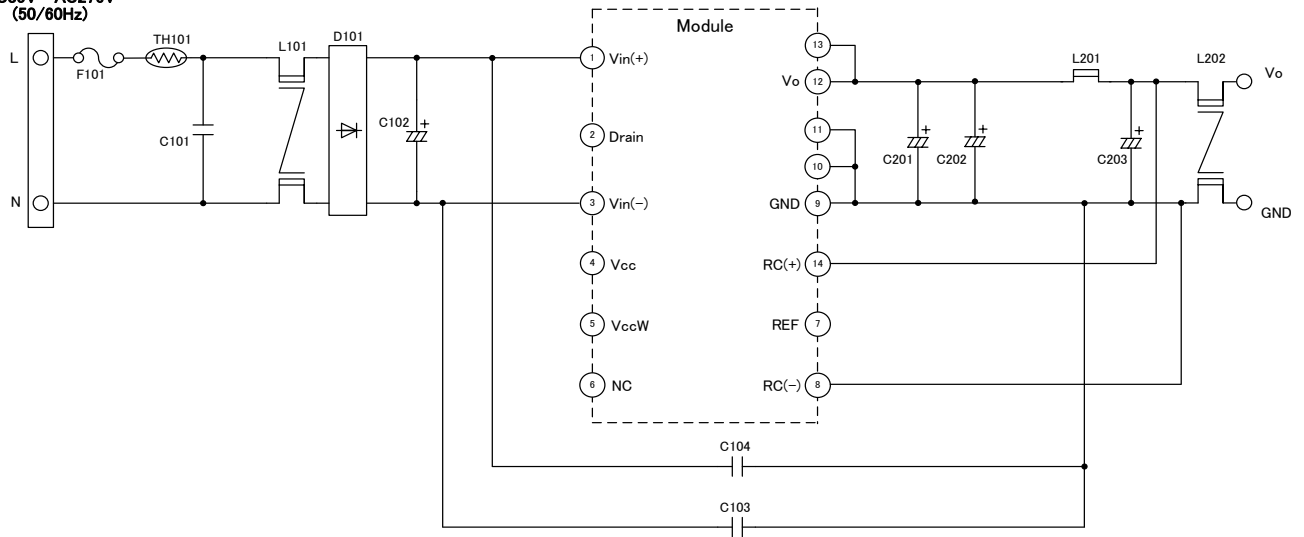 (50/60Hz)
Module
L
F101
TH101
C101
L101
D101
C102
N
1 Vin(+)
2 Drain
3 Vin(-)
4 Vcc
5 VccW
6 NC
13
Vo 12
11
10
GND 9
RC(+) 14
REF 7
RC(-) 8
C201
C202
L201
C203
L202
Vo
GND
C104
C103